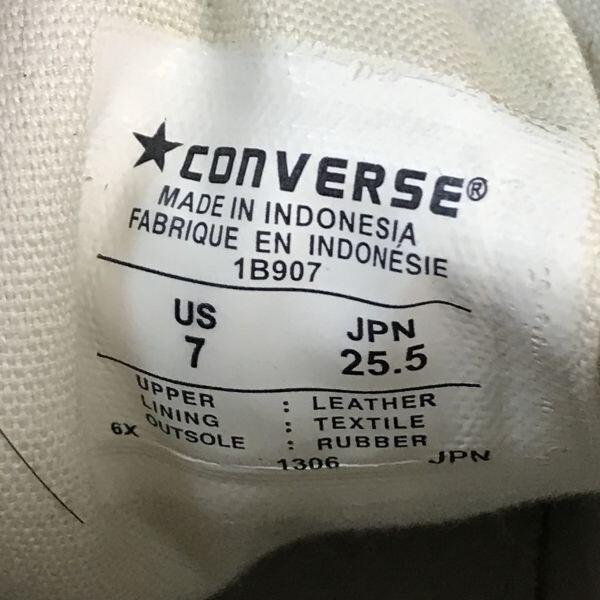 ★CONVERSE®
MADE IN INDONESIA
FABRIQUE EN INDONÉSIE
1B907
US JPN
7 25.5
UPPER : LEATHER
LINING : TEXTILE
6X OUTSOLE : RUBBER
1306 JPN